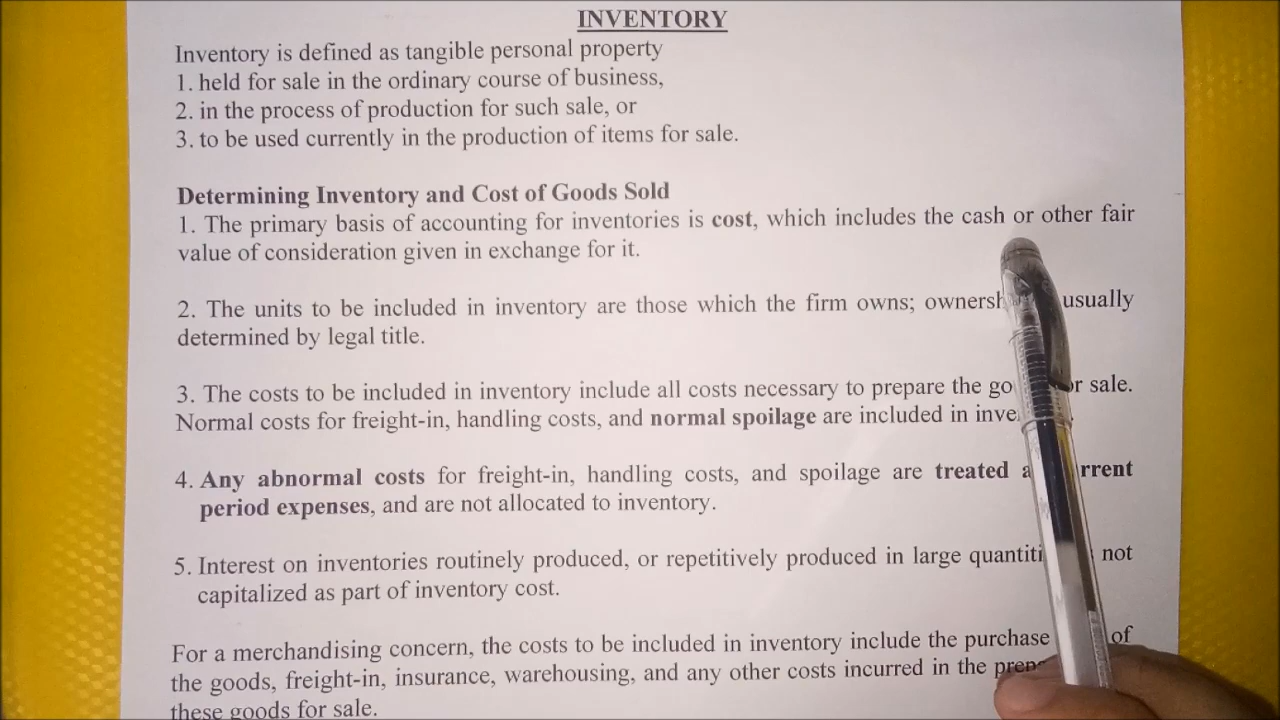 INVENTORY
Inventory is defined as tangible personal property
1. held for sale in the ordinary course of business,
2. in the process of production for such sale, or
3. to be used currently in the production of items for sale.
Determining Inventory and Cost of Goods Sold
1. The primary basis of accounting for inventories is cost, which includes the cash or other fair
value of consideration given in exchange for it.
2. The units to be included in inventory are those which the firm owns; usually
determined by legal title.
3. The costs to be included in inventory include all costs necessary to prepare the sale.
Normal costs for freight-in, handling costs, and normal spoilage are included in
4. Any abnormal costs for freight-in, handling costs, and spoilage are treated
period expenses, and are not allocated to inventory.
5. Interest on inventories routinely produced, or repetitively produced in large not
capitalized as part of inventory cost.
For a merchandising concern, the costs to be included in inventory include the purchase of
the goods, freight-in, insurance, warehousing, and any other costs incurred in the
these goods for sale.